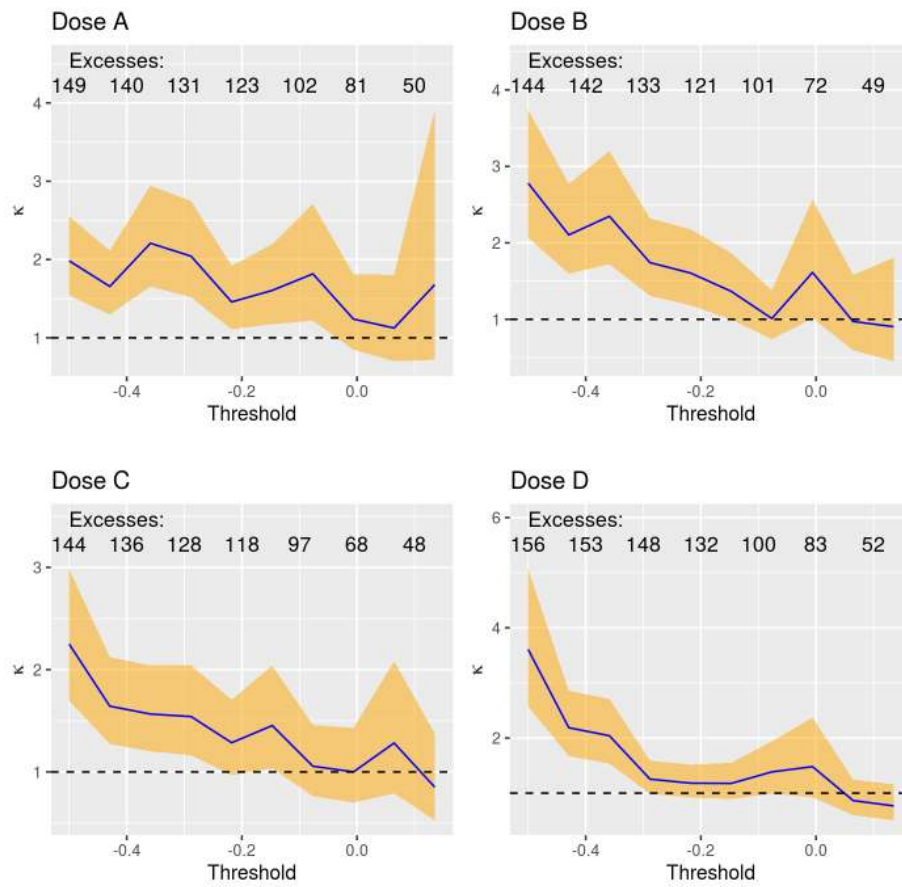 Dose A
Excesses:
149 140 131 123 102 81 50
4
3
2
1
κ
-0.4 -0.2 0.0
Threshold
Dose B
Excesses:
144 142 133 121 101 72 49
4
3
2
1
κ
-0.4 -0.2 0.0
Threshold
Dose C
Excesses:
144 136 128 118 97 68 48
3
2
1
κ
-0.4 -0.2 0.0
Threshold
Dose D
Excesses:
156 153 148 132 100 83 52
6
4
2
κ
-0.4 -0.2 0.0
Threshold